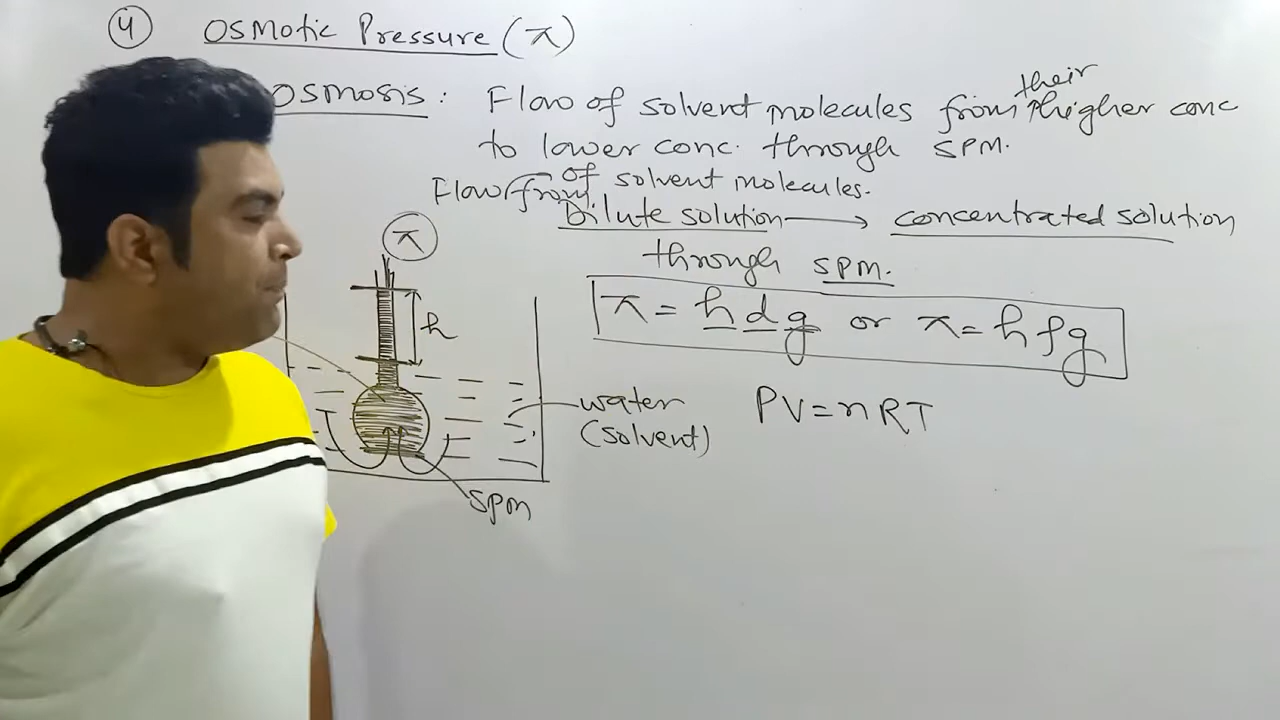 4 Osmotic Pressure (π)
Osmosis : Flow of solvent molecules from their higher conc
to lower conc. through SPM.
Flow of solvent molecules.
from Dilute solution → concentrated solution
through SPM.
π
π = hdg or π = hρg
h
PV = nRT
water
(solvent)
SPM